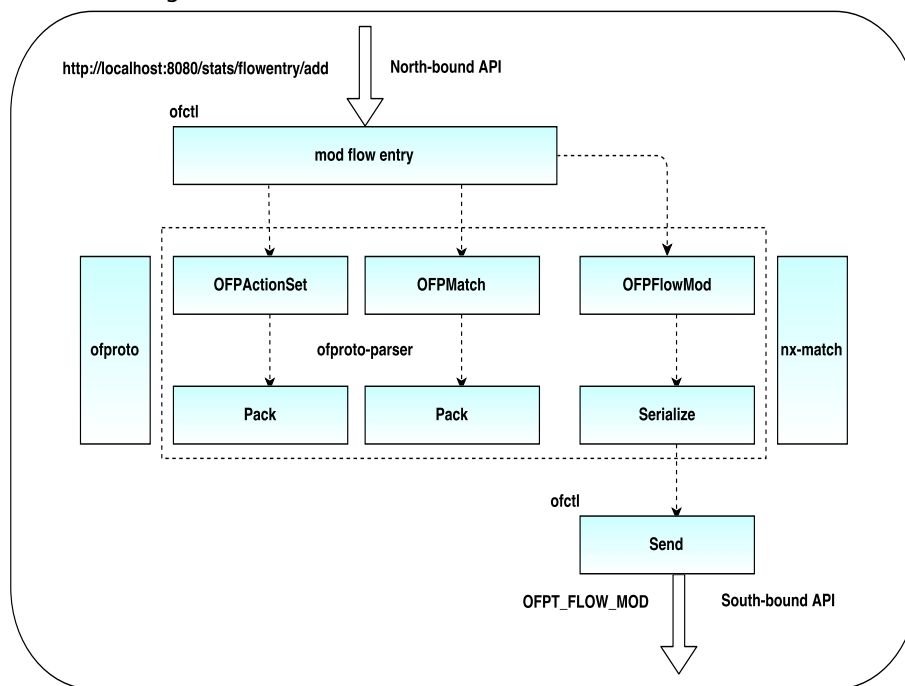 http://localhost:8080/stats/flowentry/add
North-bound API
ofctl
mod flow entry
OFPActionSet
OFPMatch
OFPFlowMod
ofproto
ofproto-parser
nx-match
Pack
Pack
Serialize
ofctl
Send
OFPT_FLOW_MOD
South-bound API